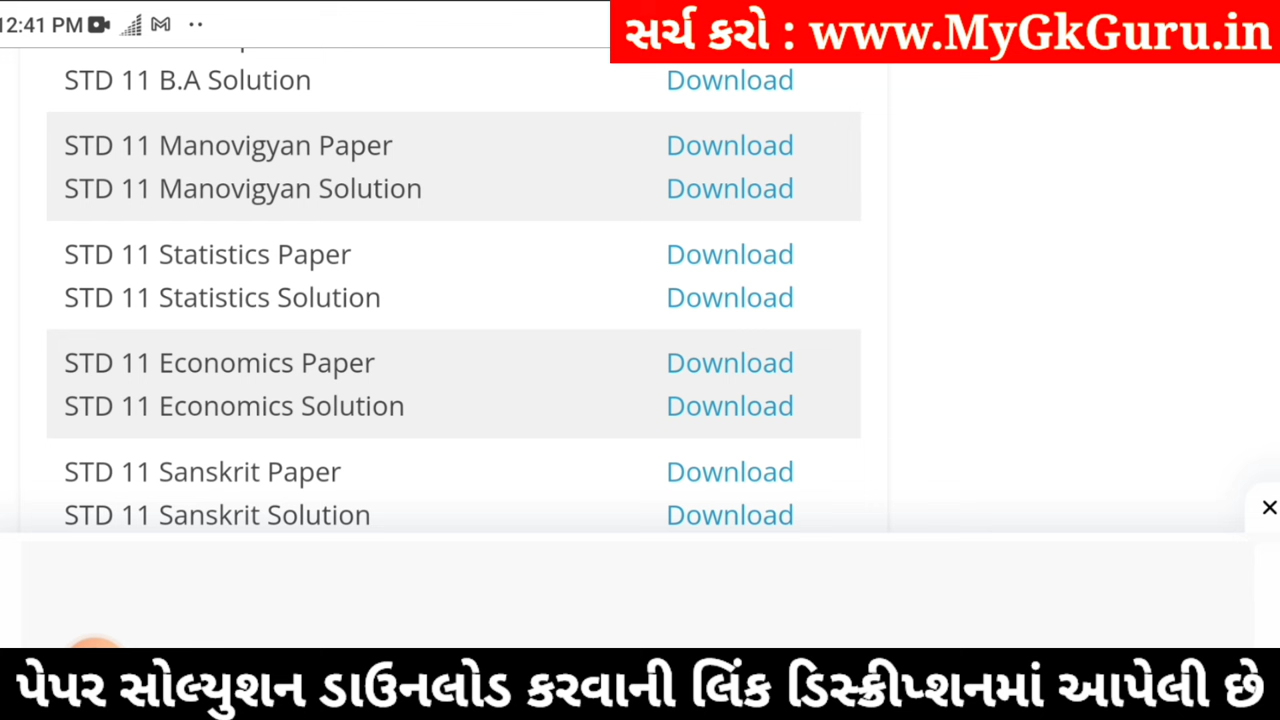 12:41 PM
સર્ચ કરો : www.MyGkGuru.in
STD 11 B.A Solution Download
STD 11 Manovigyan Paper Download
STD 11 Manovigyan Solution Download
STD 11 Statistics Paper Download
STD 11 Statistics Solution Download
STD 11 Economics Paper Download
STD 11 Economics Solution Download
STD 11 Sanskrit Paper Download
STD 11 Sanskrit Solution Download
પેપર સોલ્યુશન ડાઉનલોડ કરવાની લિંક ડિસ્ક્રીપ્શનમાં આપેલી છે